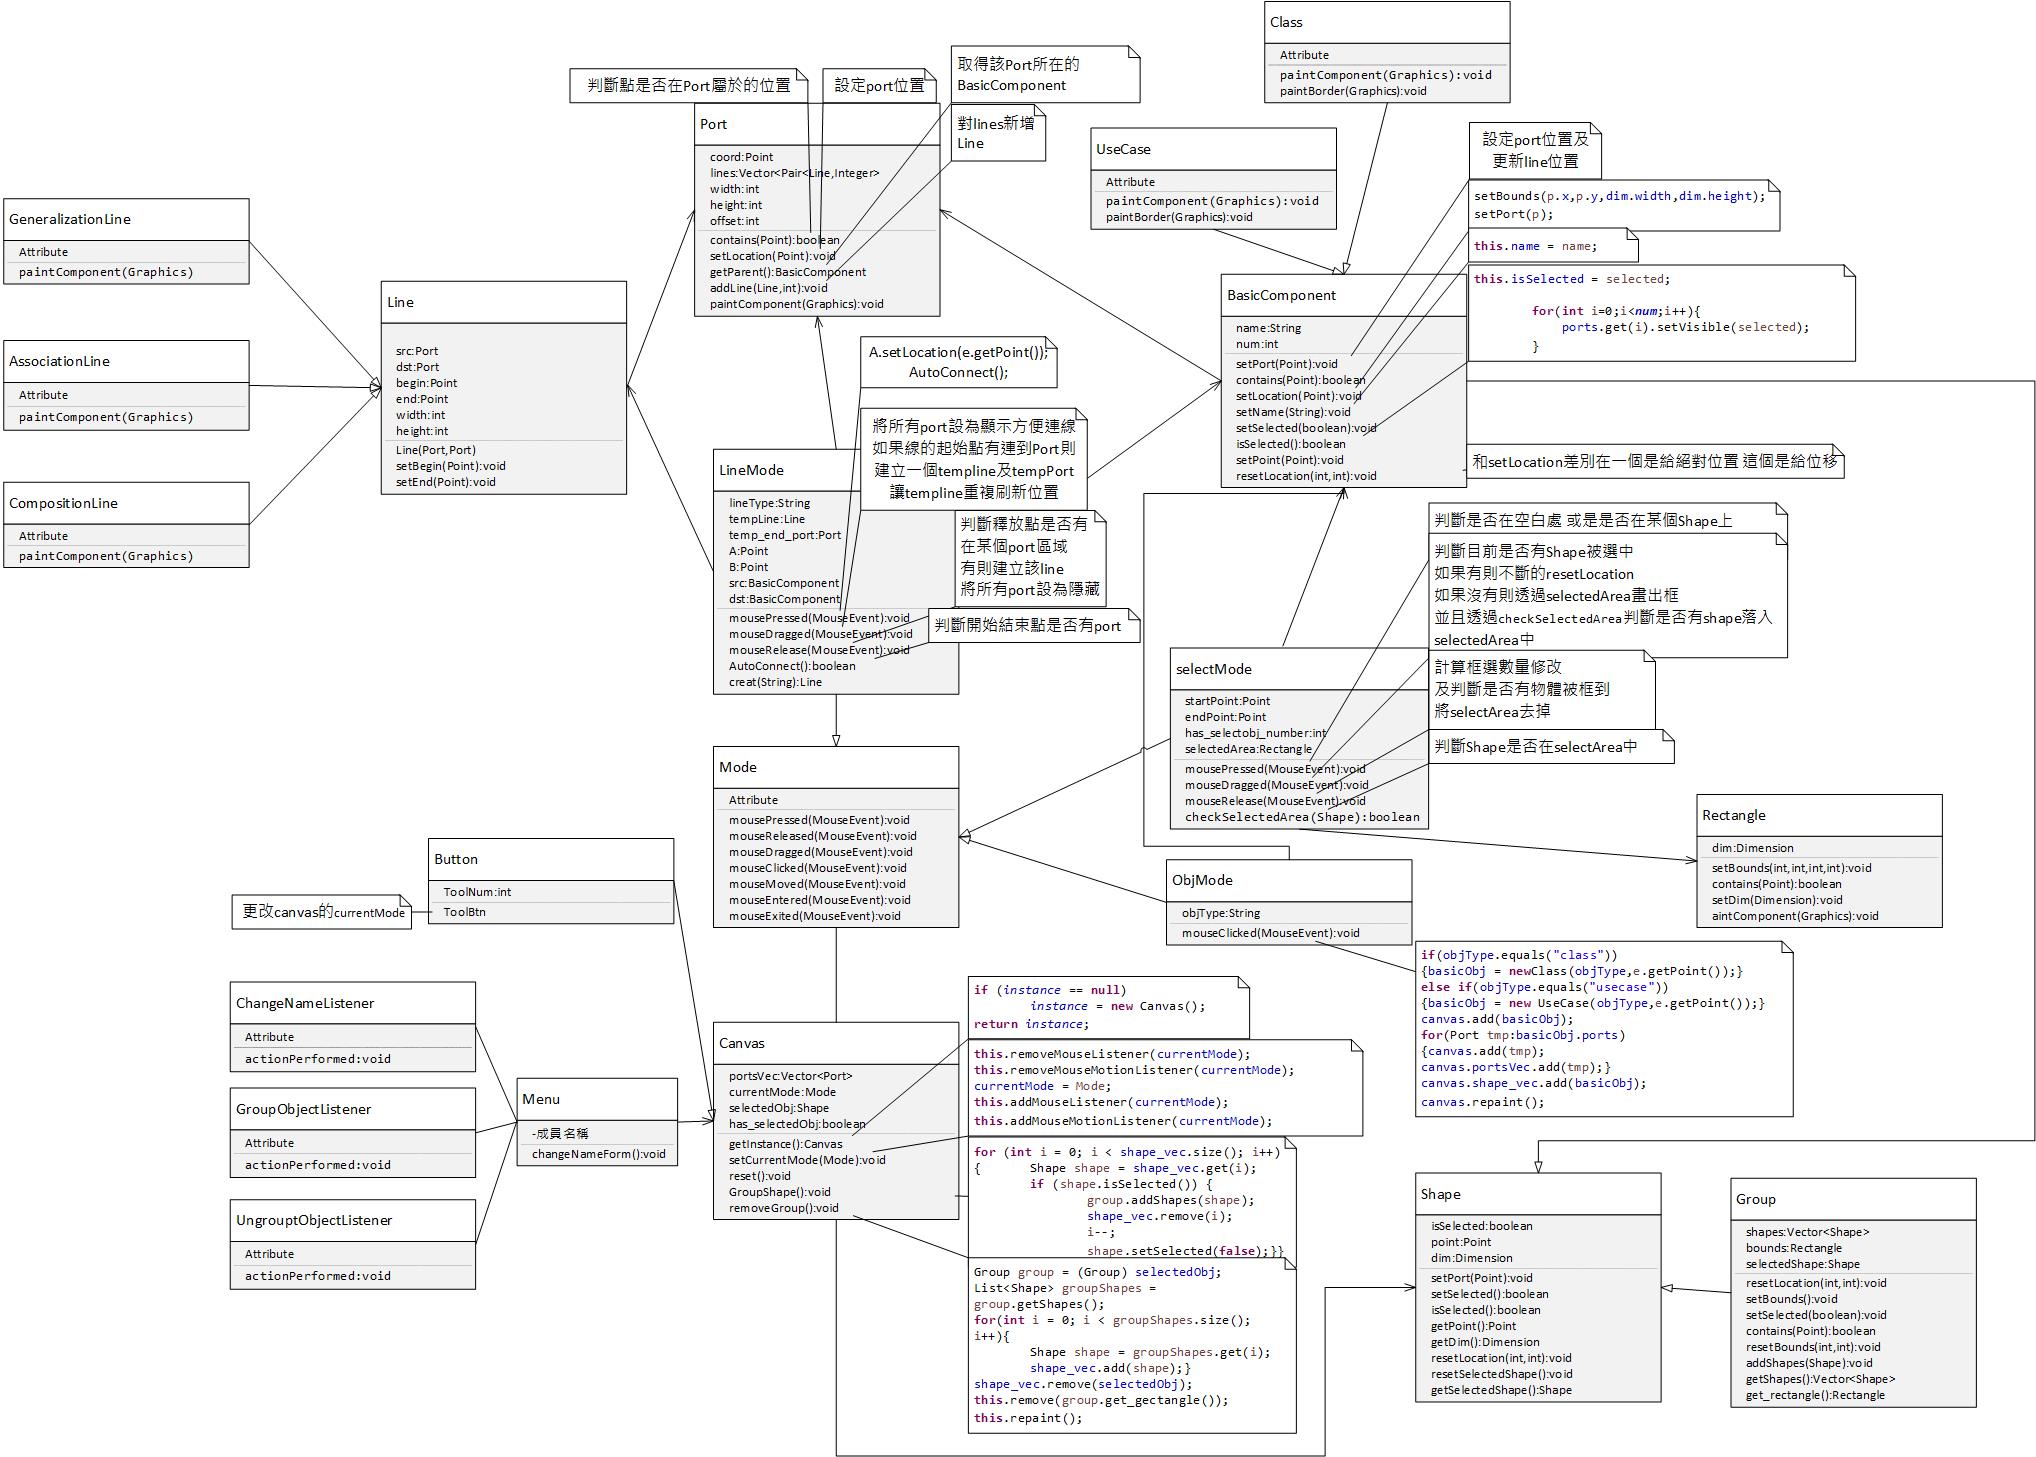 Class
Attribute
paintComponent(Graphics):void
paintBorder(Graphics):void
判斷點是否在Port屬於的位置
設定port位置
取得該Port所在的
BasicComponent
對lines新增
Line
Port
coord:Point
lines:Vector<Pair<Line,Integer>
width:int
height:int
offset:int
contains(Point):boolean
setLocation(Point):void
getParent():BasicComponent
addLine(Line,int):void
paintComponent(Graphics):void
UseCase
Attribute
paintComponent(Graphics):void
paintBorder(Graphics):void
設定port位置及
更新line位置
setBounds(p.x,p.y,dim.width,dim.height);
setPort(p);
this.name = name;
this.isSelected = selected;
for(int i=0;i<num;i++){
ports.get(i).setVisible(selected);
}
BasicComponent
name:String
num:int
setPort(Point):void
contains(Point):boolean
setLocation(Point):void
setName(String):void
setSelected(boolean):void
isSelected():boolean
setPoint(Point):void
resetLocation(int,int):void
和setLocation差別在一個是給絕對位置 這個是給位移
GeneralizationLine
Attribute
paintComponent(Graphics)
AssociationLine
Attribute
paintComponent(Graphics)
CompositionLine
Attribute
paintComponent(Graphics)
Line
src:Port
dst:Port
begin:Point
end:Point
width:int
height:int
Line(Port,Port)
setBegin(Point):void
setEnd(Point):void
A.setLocation(e.getPoint());
AutoConnect();
將所有port設為顯示方便連線
如果線的起始點有連到Port則
建立一個templine及tempPort
讓templine重複刷新位置
判斷釋放點是否有
在某個port區域
有則建立該line
將所有port設為隱藏
判斷開始結束點是否有port
LineMode
lineType:String
tempLine:Line
temp_end_port:Port
A:Point
B:Point
src:BasicComponent
dst:BasicComponent
mousePressed(MouseEvent):void
mouseDragged(MouseEvent):void
mouseRelease(MouseEvent):void
AutoConnect():boolean
creat(String):Line
判斷是否在空白處 或是是否在某個Shape上
判斷目前是否有Shape被選中
如果有則不斷的resetLocation
如果沒有則透過selectedArea畫出框
並且透過checkSelectedArea判斷是否有shape落入
selectedArea中
計算框選數量修改
及判斷是否有物體被框到
將selectArea去掉
判斷Shape是否在selectArea中
selectMode
startPoint:Point
endPoint:Point
has_selectobj_number:int
selectedArea:Rectangle
mousePressed(MouseEvent):void
mouseDragged(MouseEvent):void
mouseRelease(MouseEvent):void
checkSelectedArea(Shape):boolean
Mode
Attribute
mousePressed(MouseEvent):void
mouseReleased(MouseEvent):void
mouseDragged(MouseEvent):void
mouseClicked(MouseEvent):void
mouseMoved(MouseEvent):void
mouseEntered(MouseEvent):void
mouseExited(MouseEvent):void
Rectangle
dim:Dimension
setBounds(int,int,int,int):void
contains(Point):boolean
setDim(Dimension):void
aintComponent(Graphics):void
ObjMode
objType:String
mouseClicked(MouseEvent):void
if(objType.equals("class"))
{basicObj = newClass(objType,e.getPoint());}
else if(objType.equals("usecase"))
{basicObj = new UseCase(objType,e.getPoint());}
canvas.add(basicObj);
for(Port tmp:basicObj.ports)
{canvas.add(tmp);
canvas.portsVec.add(tmp);}
canvas.shape_vec.add(basicObj);
canvas.repaint();
Button
ToolNum:int
ToolBtn
更改canvas的currentMode
ChangeNameListener
Attribute
actionPerformed:void
GroupObjectListener
Attribute
actionPerformed:void
UngrouptObjectListener
Attribute
actionPerformed:void
Menu
-成員名稱
changeNameForm():void
Canvas
portsVec:Vector<Port>
currentMode:Mode
selectedObj:Shape
has_selectedObj:boolean
getInstance():Canvas
setCurrentMode(Mode):void
reset():void
GroupShape():void
removeGroup():void
if (instance == null)
instance = new Canvas();
return instance;
this.removeMouseListener(currentMode);
this.removeMouseMotionListener(currentMode);
currentMode = Mode;
this.addMouseListener(currentMode);
this.addMouseMotionListener(currentMode);
for (int i = 0; i < shape_vec.size(); i++)
{ Shape shape = shape_vec.get(i);
if (shape.isSelected()) {
group.addShapes(shape);
shape_vec.remove(i);
i--;
shape.setSelected(false);}}
Group group = (Group) selectedObj;
List<Shape> groupShapes =
group.getShapes();
for(int i = 0; i < groupShapes.size();
i++){
Shape shape = groupShapes.get(i);
shape_vec.add(shape);}
shape_vec.remove(selectedObj);
this.remove(group.get_gectangle());
this.repaint();
Shape
isSelected:boolean
point:Point
dim:Dimension
setPort(Point):void
setSelected():boolean
isSelected():boolean
getPoint():Point
getDim():Dimension
resetLocation(int,int):void
resetSelectedShape():void
getSelectedShape():Shape
Group
shapes:Vector<Shape>
bounds:Rectangle
selectedShape:Shape
resetLocation(int,int):void
setBounds():void
setSelected(boolean):void
contains(Point):boolean
resetBounds(int,int):void
addShapes(Shape):void
getShapes():Vector<Shape>
get_rectangle():Rectangle